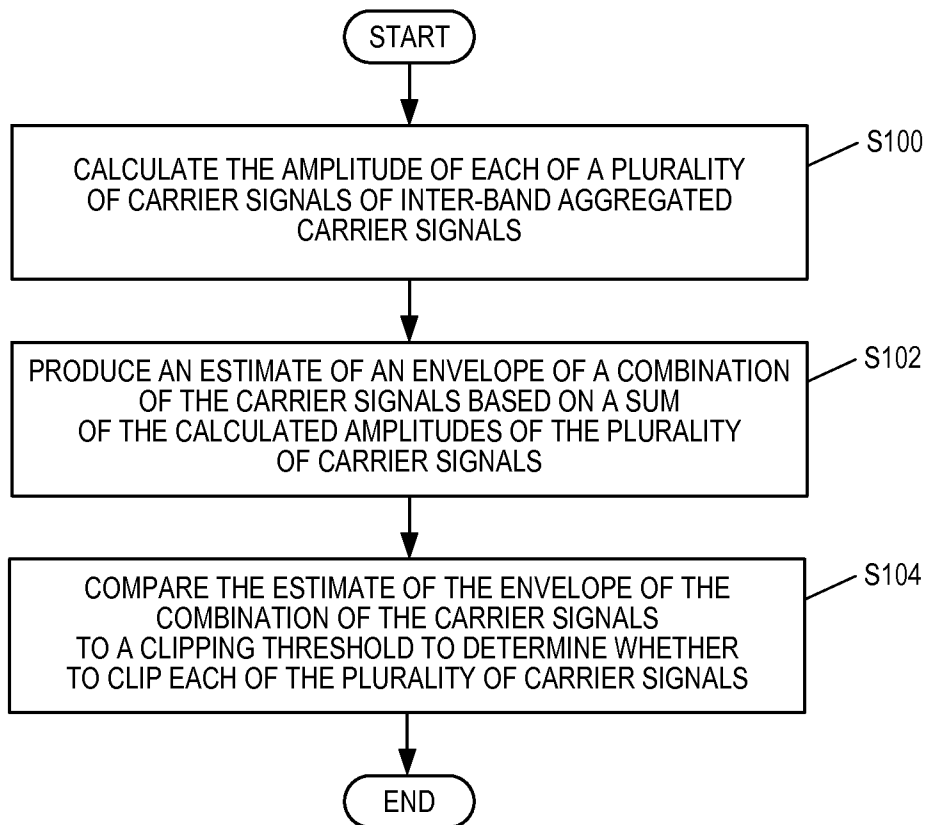 START
CALCULATE THE AMPLITUDE OF EACH OF A PLURALITY
OF CARRIER SIGNALS OF INTER-BAND AGGREGATED
CARRIER SIGNALS
S100
PRODUCE AN ESTIMATE OF AN ENVELOPE OF A COMBINATION
OF THE CARRIER SIGNALS BASED ON A SUM
OF THE CALCULATED AMPLITUDES OF THE PLURALITY
OF CARRIER SIGNALS
S102
COMPARE THE ESTIMATE OF THE ENVELOPE OF THE
COMBINATION OF THE CARRIER SIGNALS
TO A CLIPPING THRESHOLD TO DETERMINE WHETHER
TO CLIP EACH OF THE PLURALITY OF CARRIER SIGNALS
S104
END